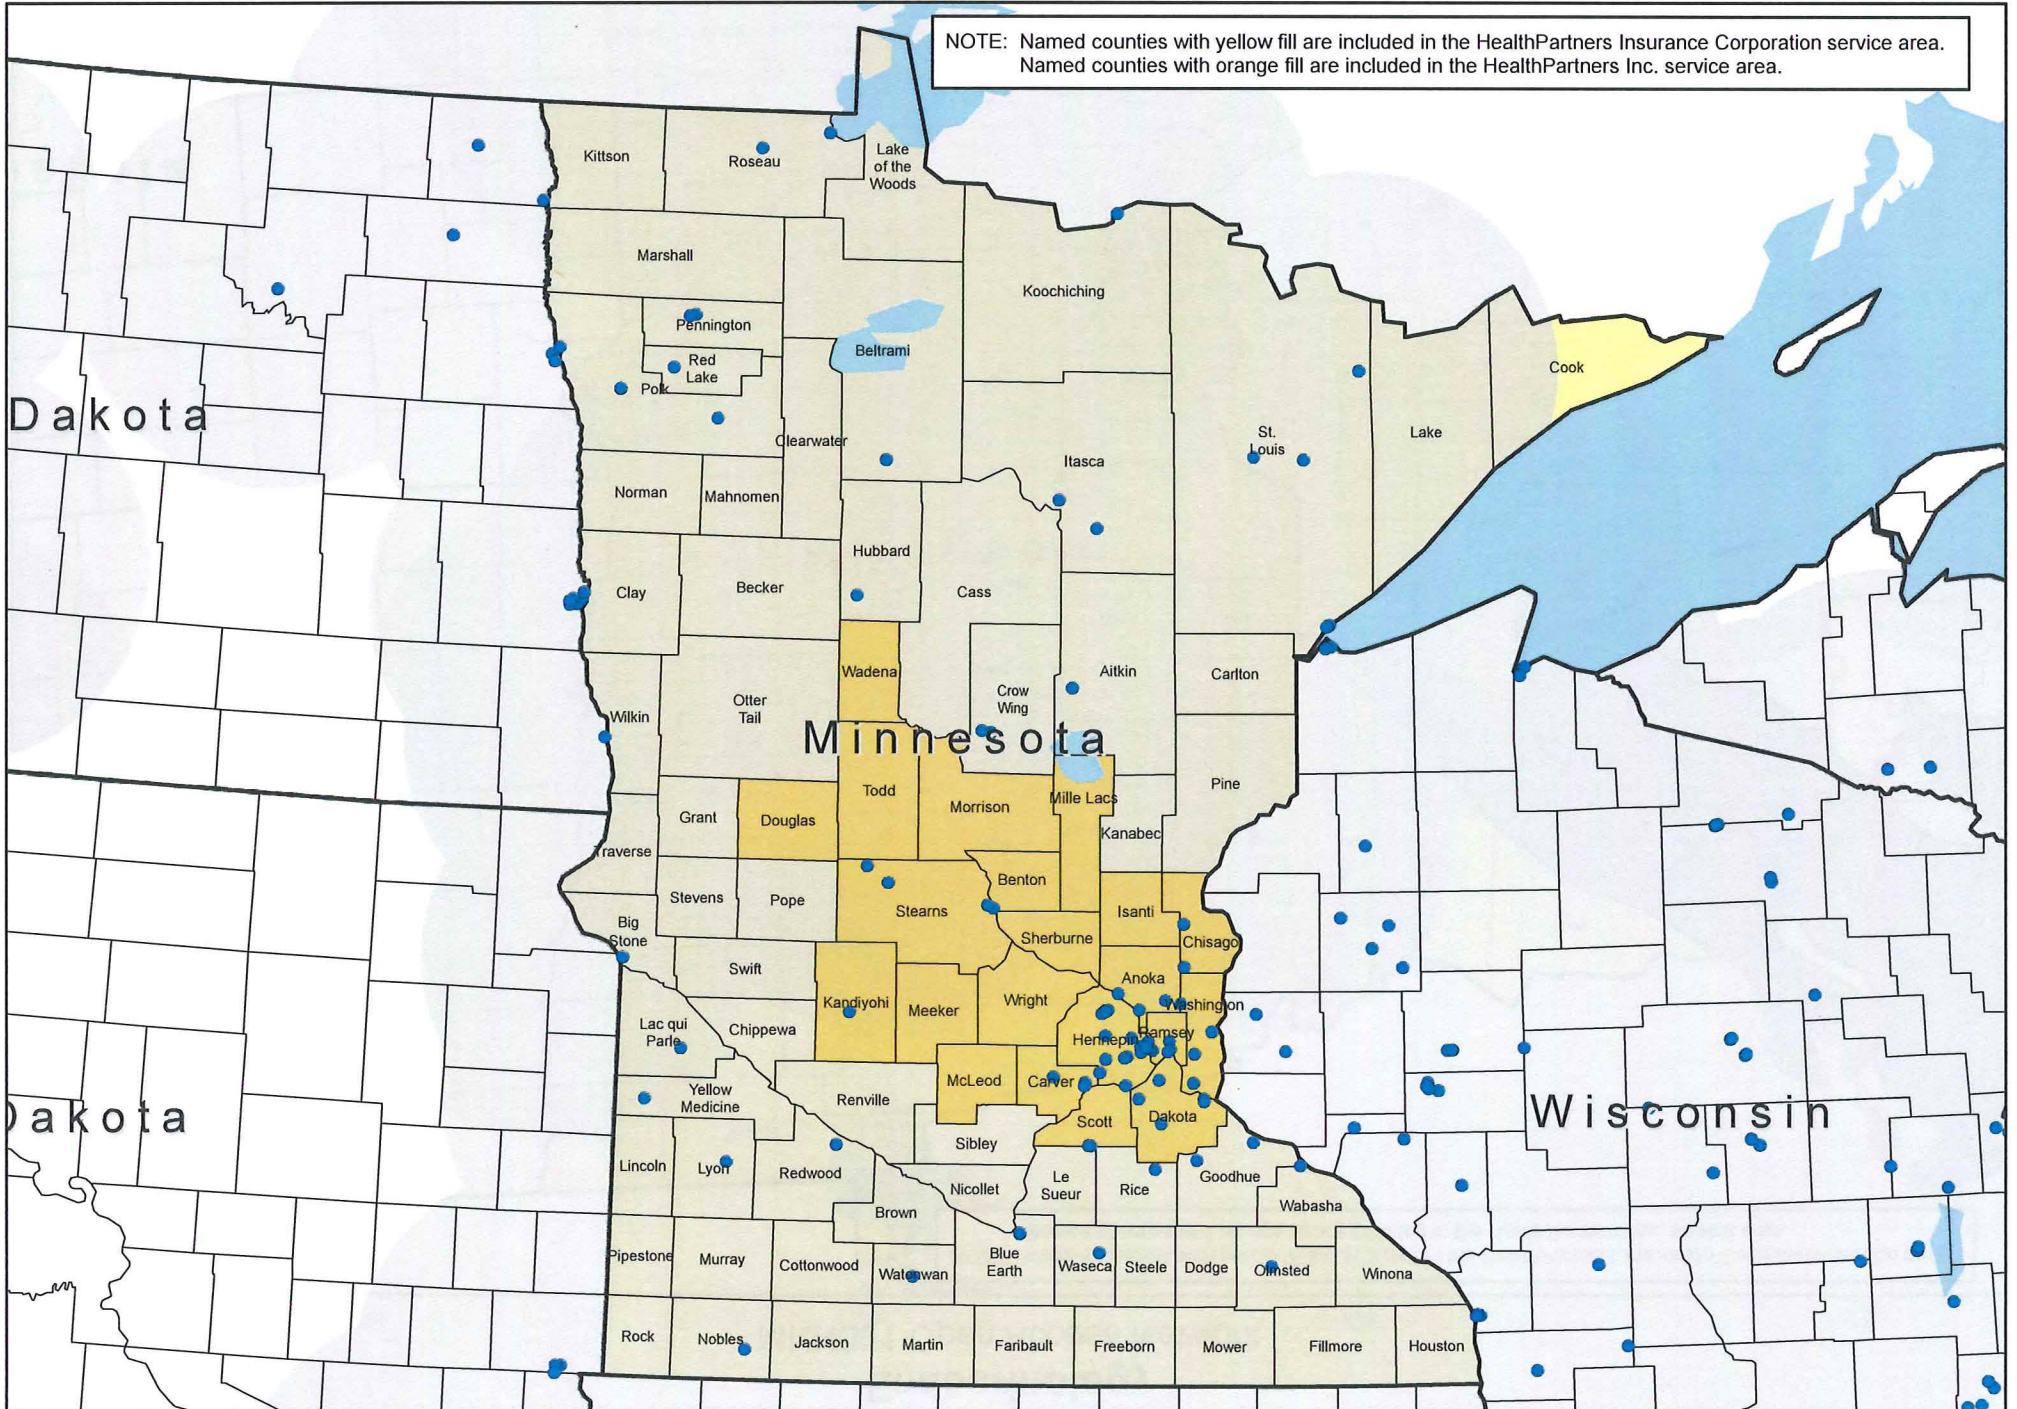 NOTE: Named counties with yellow fill are included in the HealthPartners Insurance Corporation service area.
Named counties with orange fill are included in the HealthPartners Inc. service area.
Kittson
Roseau
Lake
of the
Woods
Marshall
Koochiching
Pennington
Beltrami
Red
Lake
Polk
Cook
Dakota
Clearwater
St.
Louis
Lake
Itasca
Norman
Mahnomen
Hubbard
Clay
Becker
Cass
Wadena
Aitkin
Carlton
Crow
Wing
Otter
Tail
Wilkin
Minnesota
Pine
Todd
Mille Lacs
Morrison
Grant
Douglas
Kanabec
Traverse
Benton
Stevens
Pope
Stearns
Isanti
Big
Stone
Sherburne
Chisago
Swift
Anoka
Kandiyohi
Wright
Washington
Meeker
Lac qui
Parle
Chippewa
Hennepin
Ramsey
McLeod
Carver
Yellow
Medicine
Renville
Dakota
Wisconsin
Scott
Dakota
Sibley
Lincoln
Lyon
Redwood
Le
Sueur
Rice
Goodhue
Nicollet
Brown
Wabasha
Pipestone
Murray
Cottonwood
Watonwan
Blue
Earth
Waseca
Steele
Dodge
Olmsted
Winona
Rock
Nobles
Jackson
Martin
Faribault
Freeborn
Mower
Fillmore
Houston